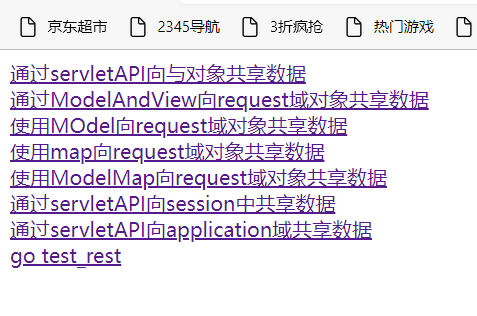 京东超市 2345导航 3折疯抢 热门游戏
通过servletAPI向与对象共享数据
通过ModelAndView向request域对象共享数据
使用MOdel向request域对象共享数据
使用map向request域对象共享数据
使用ModelMap向request域对象共享数据
通过servletAPI向session中共享数据
通过servletAPI向application域共享数据
go test_rest